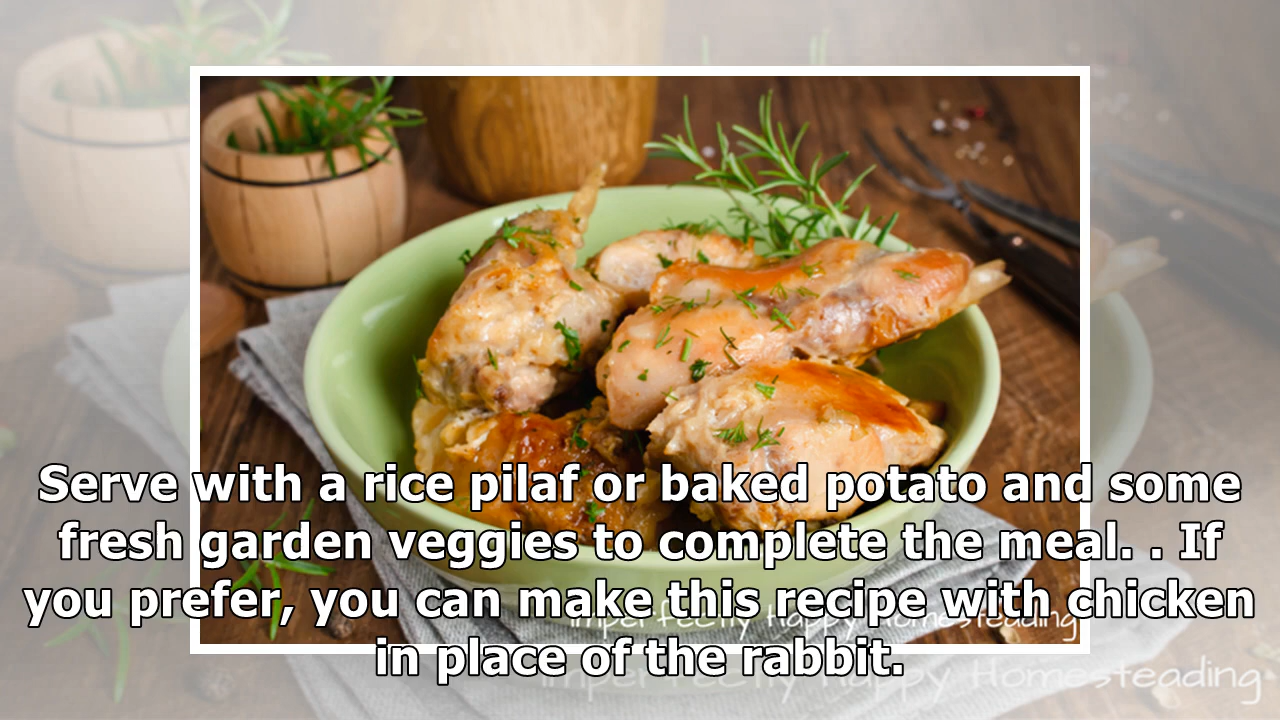 Serve with a rice pilaf or baked potato and some
fresh garden veggies to complete the meal. . If
you prefer, you can make this recipe with chicken
in place of the rabbit.
Imperfectly Happy Homesteading
Imperfectly Happy Homesteading